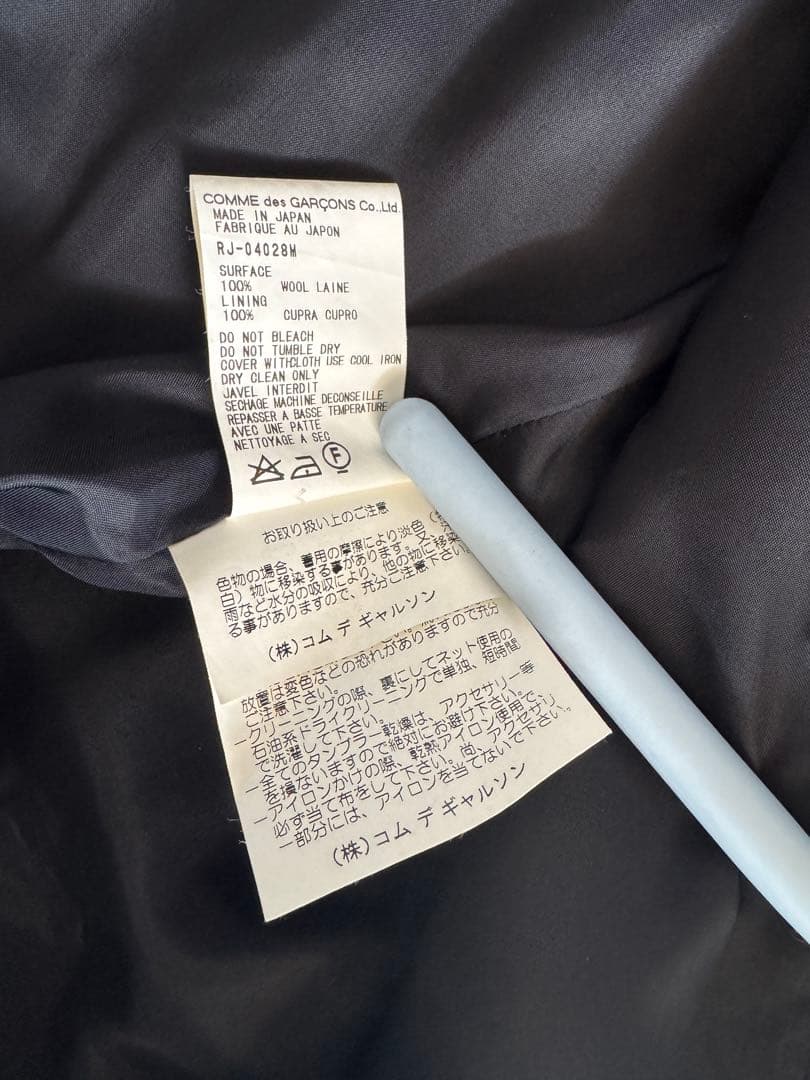 COMME des GARÇONS Co.,Ltd.
MADE IN JAPAN
FABRIQUE AU JAPON
RJ-04028M
SURFACE
100% WOOL LAINE
LINING
100% CUPRA CUPRO
DO NOT BLEACH
DO NOT TUMBLE DRY
COVER WITHCLOTH USE COOL IRON
DRY CLEAN ONLY
JAVEL INTERDIT
SECHAGE MACHINE DECONSEILLE
REPASSER A BASSE TEMPERATURE
AVEC UNE PATTE
NETTOYAGE A SEC
F
お取り扱い上のご注意
色物の場合、着用の摩擦により淡色(
白)物に移染する事があります。又、
雨など水分の吸収により、他の物に移染
る事がありますので、充分ご注意下さい
(株)コム デ ギャルソン
放置は変色などの恐れがありますので充分
ご注意下さい。
ークリーニングの際、裏にしてネット使用の
石油系ドライクリーニングで単独、短時間
で洗濯して下さい。
ー全てのタンブラー乾燥は、アクセサリー等
を損ないますので絶対にお避け下さい。
ーアイロンかけの際、乾熱アイロン使用で
必ず当て布をして下さい。尚、アクセサリ
ー部分には、アイロンを当てないで下さい。
(株)コム デ ギャルソン